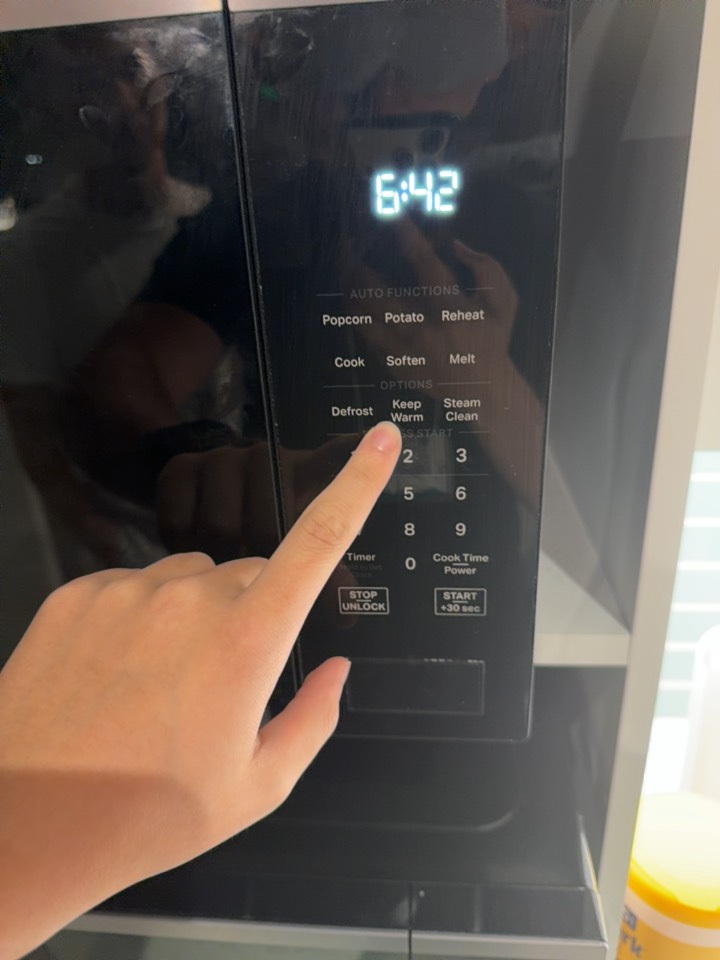 6:42
AUTO FUNCTIONS
Popcorn Potato Reheat
Cook Soften Melt
OPTIONS
Defrost Keep Warm Steam Clean
START
2 3
5 6
8 9
Timer 0 Cook Time Power
STOP UNLOCK START +30 sec